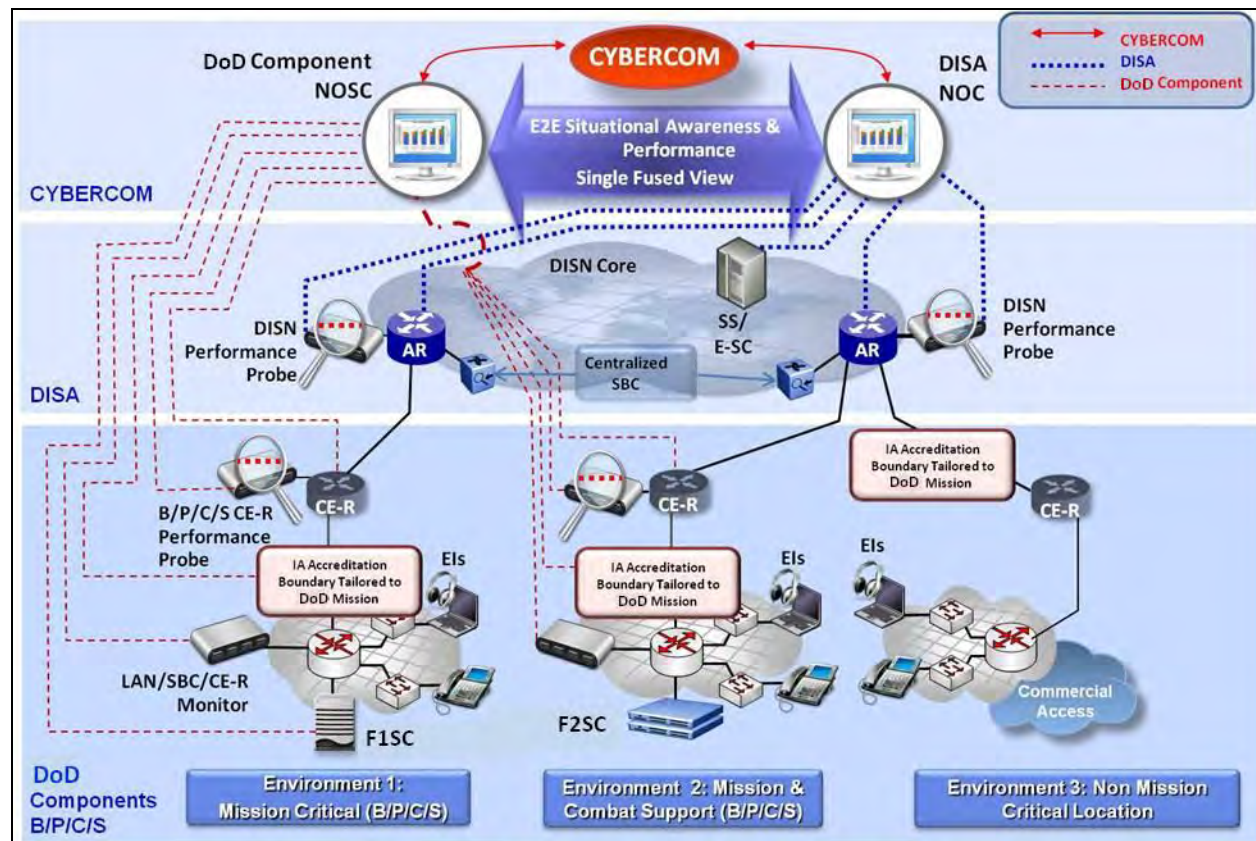 CYBERCOM
DoD Component
NOSC
DISA
NOC
CYBERCOM
DISA
DoD Component
E2E Situational Awareness &
Performance
Single Fused View
CYBERCOM
DISN Core
SS/
E-SC
DISN
Performance
Probe
AR
Centralized
SBC
AR
DISN
Performance
Probe
DISA
IA Accreditation
Boundary Tailored to
DoD Mission
CE-R
CE-R
CE-R
B/P/C/S CE-R
Performance
Probe
IA Accreditation
Boundary Tailored to
DoD Mission
EIs
IA Accreditation
Boundary Tailored to
DoD Mission
EIs
EIs
LAN/SBC/CE-R
Monitor
F1SC
F2SC
Commercial
Access
DoD
Components
B/P/C/S
Environment 1:
Mission Critical (B/P/C/S)
Environment 2: Mission &
Combat Support (B/P/C/S)
Environment 3: Non Mission
Critical Location